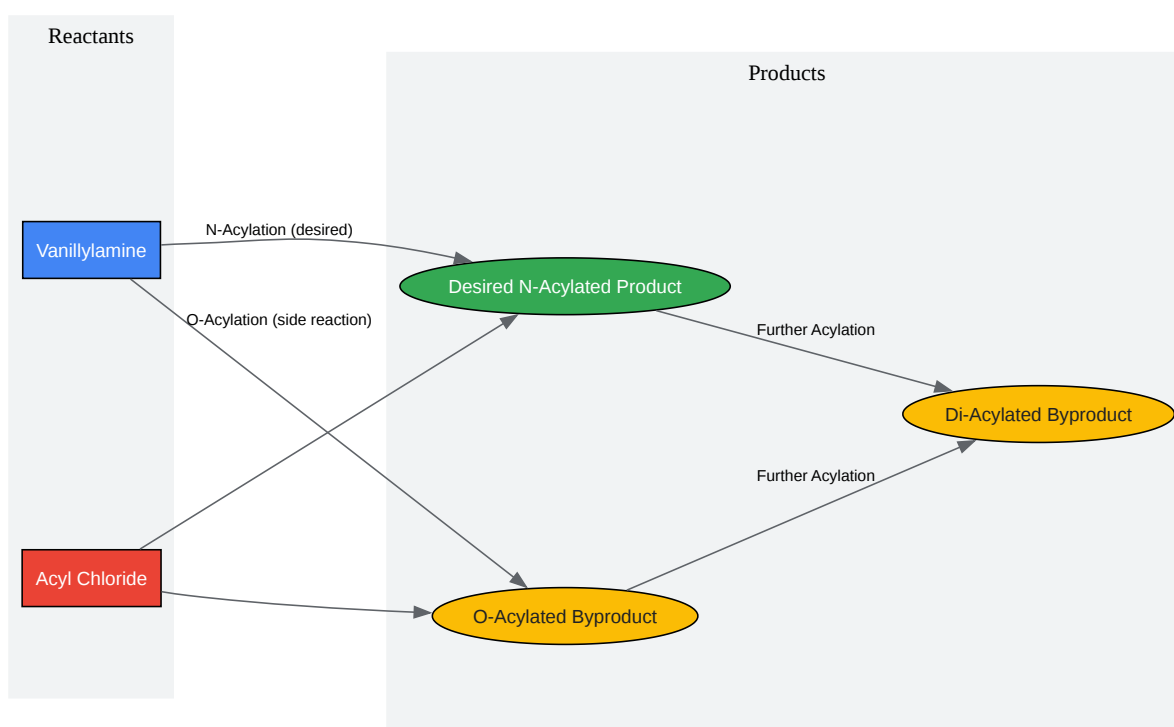 Reactants
Products
Vanillylamine
N-Acylation (desired)
Desired N-Acylated Product
O-Acylation (side reaction)
Further Acylation
Di-Acylated Byproduct
Further Acylation
Acyl Chloride
O-Acylated Byproduct